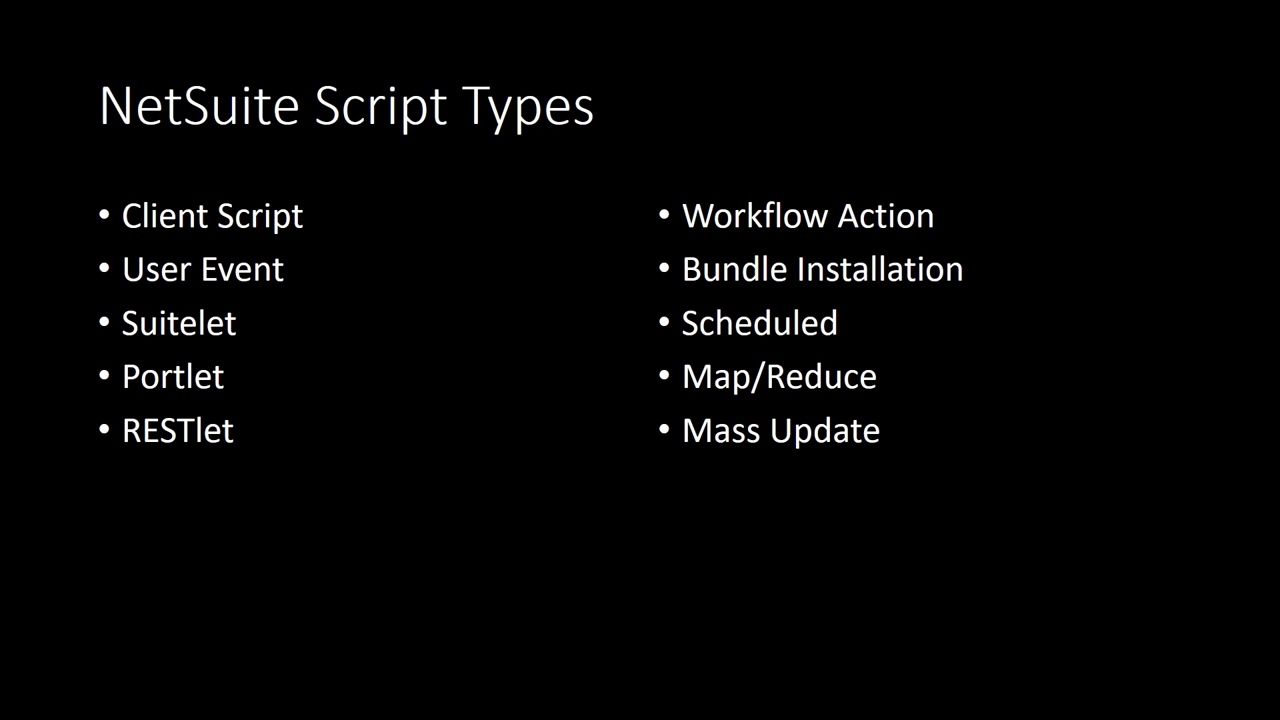 NetSuite Script Types
• Client Script
• User Event
• Suitelet
• Portlet
• RESTlet
• Workflow Action
• Bundle Installation
• Scheduled
• Map/Reduce
• Mass Update